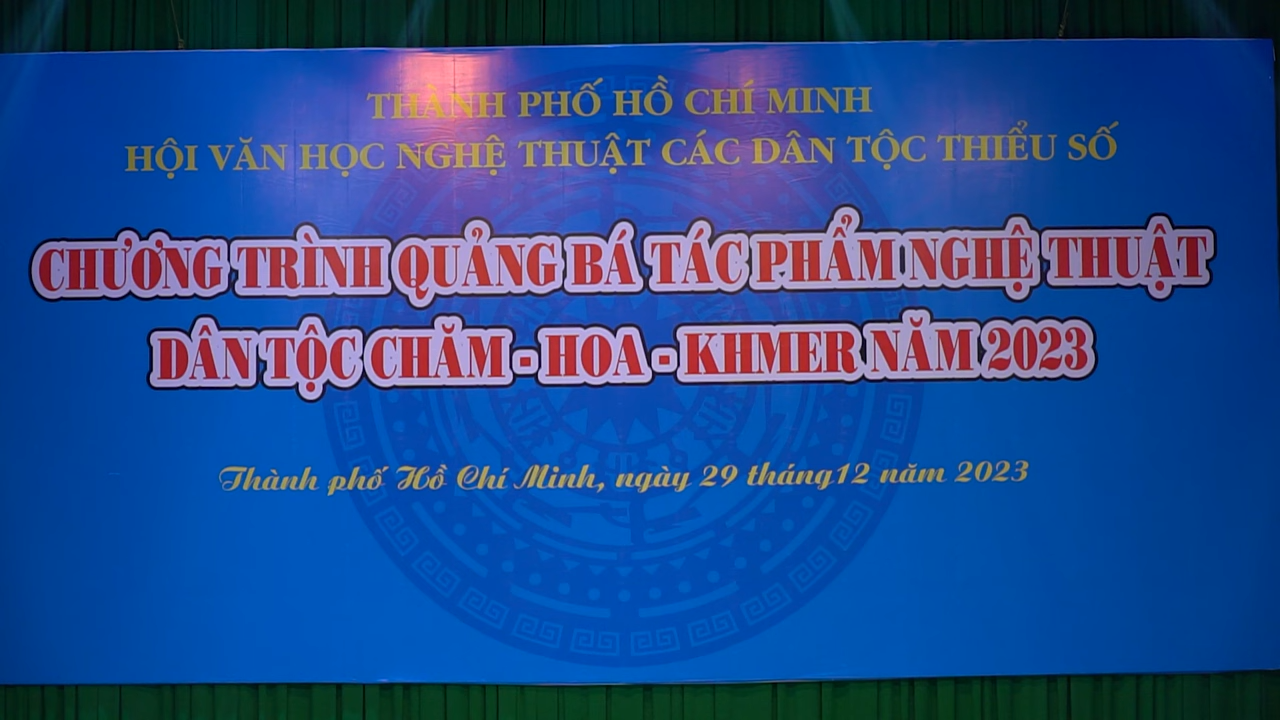 THÀNH PHỐ HỒ CHÍ MINH
HỘI VĂN HỌC NGHỆ THUẬT CÁC DÂN TỘC THIỂU SỐ
CHƯƠNG TRÌNH QUẢNG BÁ TÁC PHẨM NGHỆ THUẬT
DÂN TỘC CHĂM - HOA - KHMER NĂM 2023
Thành phố Hồ Chí Minh, ngày 29 tháng12 năm 2023